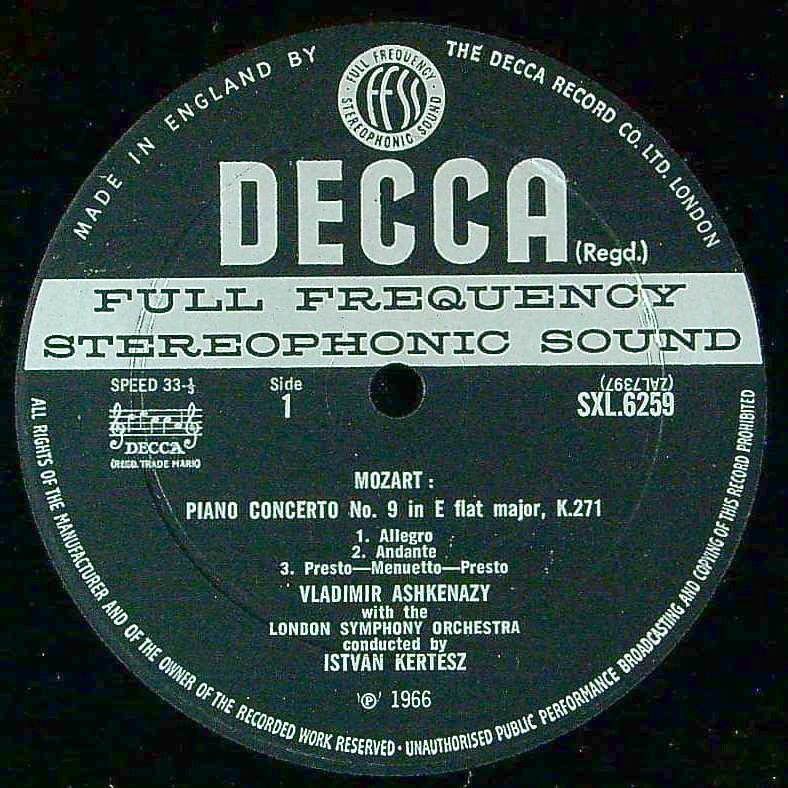 MADE IN ENGLAND BY
THE DECCA RECORD CO. LTD. LONDON
· FULL FREQUENCY · STEREOPHONIC SOUND
FFSS
DECCA
(Regd.)
FULL FREQUENCY
STEREOPHONIC SOUND
SPEED 33-⅓
Side
1
(2AL7397)
SXL.6259
DECCA
(REGD. TRADE MARK)
MOZART :
PIANO CONCERTO No. 9 in E flat major, K.271
1. Allegro
2. Andante
3. Presto—Menuetto—Presto
VLADIMIR ASHKENAZY
with the
LONDON SYMPHONY ORCHESTRA
conducted by
ISTVAN KERTESZ
℗ 1966
ALL RIGHTS OF THE MANUFACTURER AND OF THE OWNER OF THE RECORDED WORK RESERVED · UNAUTHORISED PUBLIC PERFORMANCE BROADCASTING AND COPYING OF THIS RECORD PROHIBITED